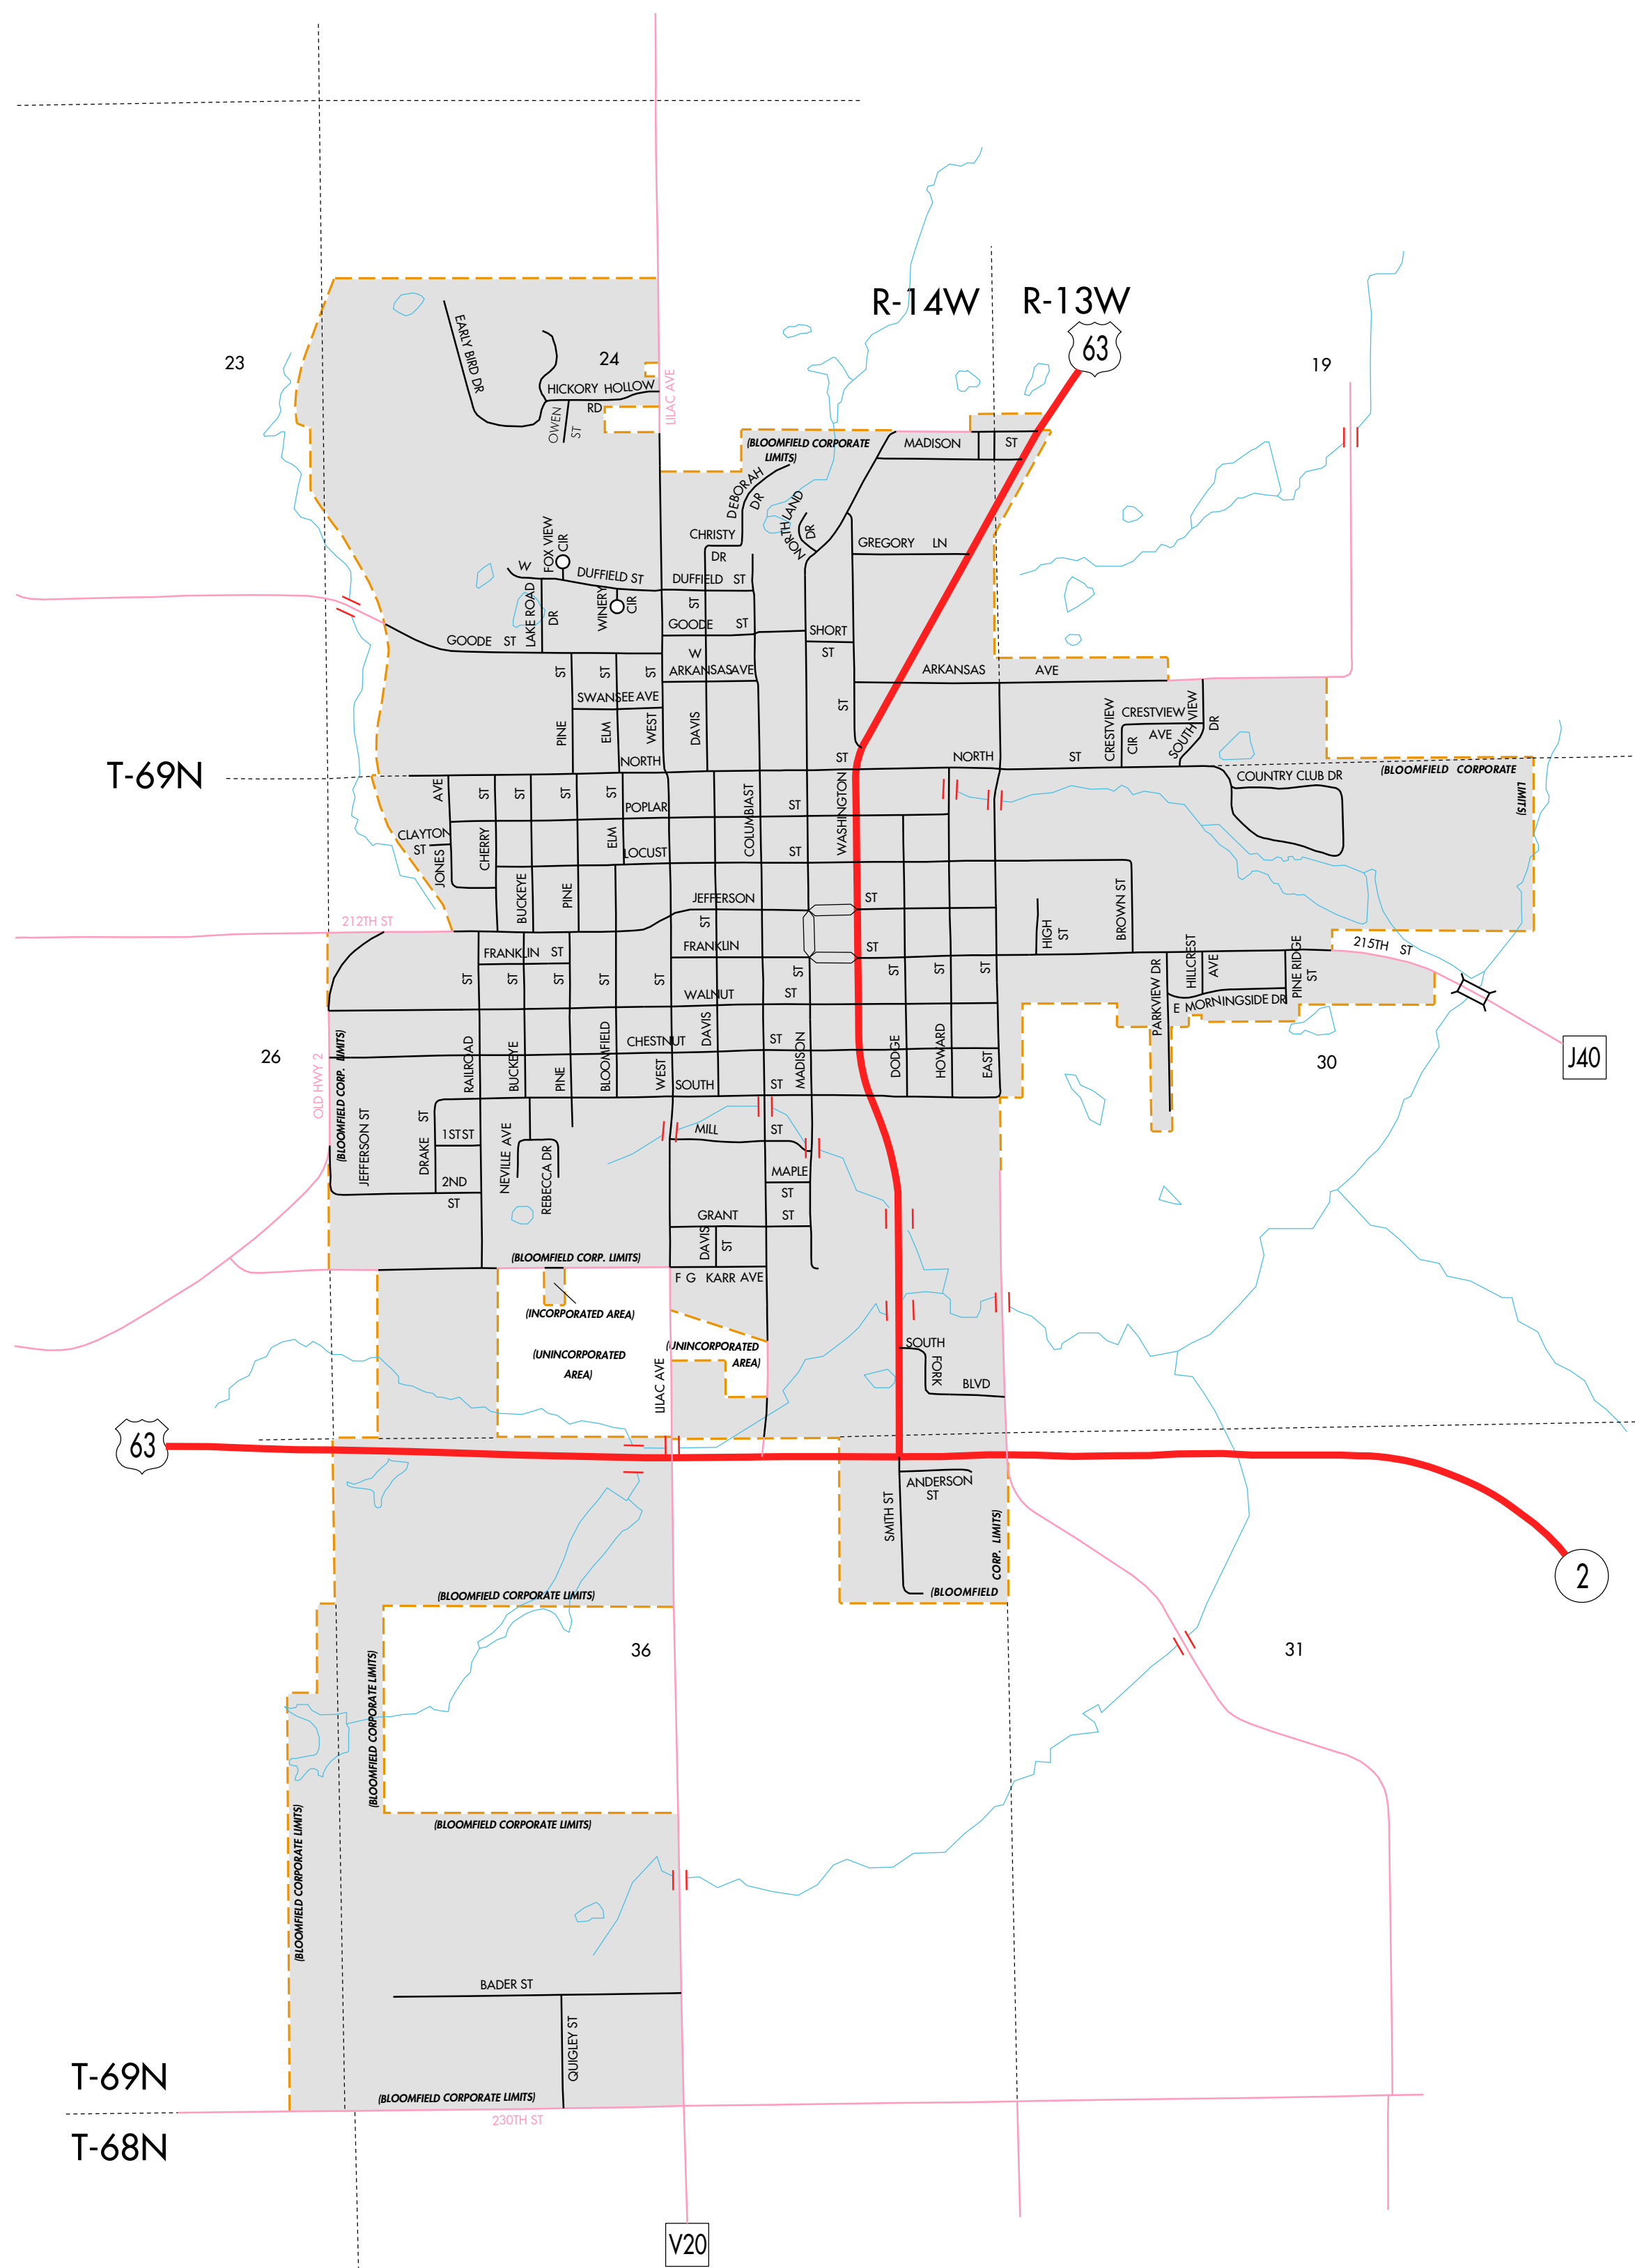 R-14W
R-13W
63
23
24
19
EARLY BIRD DR
HICKORY HOLLOW
RD
OWEN
ST
LILAC AVE
(BLOOMFIELD CORPORATE
LIMITS)
MADISON
ST
DEBORAH
DR
NORTHLAND
DR
CHRISTY
DR
GREGORY LN
FOX VIEW
CIR
W
DUFFIELD ST
DUFFIELD ST
LAKE ROAD
DR
WINERY
CIR
ST
GOODE ST
GOODE ST
SHORT
ST
W
ARKANSAS AVE
ARKANSAS AVE
ST
ST
ST
SWANSEE AVE
PINE
ELM
WEST
DAVIS
ST
CRESTVIEW
CIR
CRESTVIEW
AVE
SOUTH VIEW
DR
T-69N
NORTH
ST
NORTH
ST
COUNTRY CLUB DR
(BLOOMFIELD CORPORATE
LIMITS)
AVE
ST
ST
ST
ST
POPLAR
ST
COLUMBIA ST
WASHINGTON
CLAYTON
ST
JONES
CHERRY
ELM
LOCUST
ST
BUCKEYE
PINE
JEFFERSON
ST
ST
BROWN ST
HIGH
ST
212TH ST
FRANKLIN ST
FRANKLIN
ST
HILLCREST
AVE
PINE RIDGE
ST
215TH ST
ST
ST
ST
ST
ST
ST
ST
ST
ST
WALNUT
ST
PARKVIEW DR
E MORNINGSIDE DR
26
OLD HWY 2
(BLOOMFIELD CORP. LIMITS)
RAILROAD
BUCKEYE
PINE
BLOOMFIELD
CHESTNUT
ST
WEST
DAVIS
MADISON
DODGE
HOWARD
EAST
30
J40
SOUTH
ST
JEFFERSON ST
DRAKE ST
1ST ST
2ND
ST
NEVILLE AVE
REBECCA DR
MILL
ST
MAPLE
ST
GRANT
ST
DAVIS
ST
(BLOOMFIELD CORP. LIMITS)
F G KARR AVE
(INCORPORATED AREA)
(UNINCORPORATED
AREA)
(UNINCORPORATED
AREA)
LILAC AVE
SOUTH
FORK
BLVD
63
ANDERSON
ST
SMITH ST
CORP. LIMITS)
(BLOOMFIELD
2
(BLOOMFIELD CORPORATE LIMITS)
36
31
(BLOOMFIELD CORPORATE LIMITS)
(BLOOMFIELD CORPORATE LIMITS)
(BLOOMFIELD CORPORATE LIMITS)
BADER ST
QUIGLEY ST
T-69N
(BLOOMFIELD CORPORATE LIMITS)
230TH ST
T-68N
V20